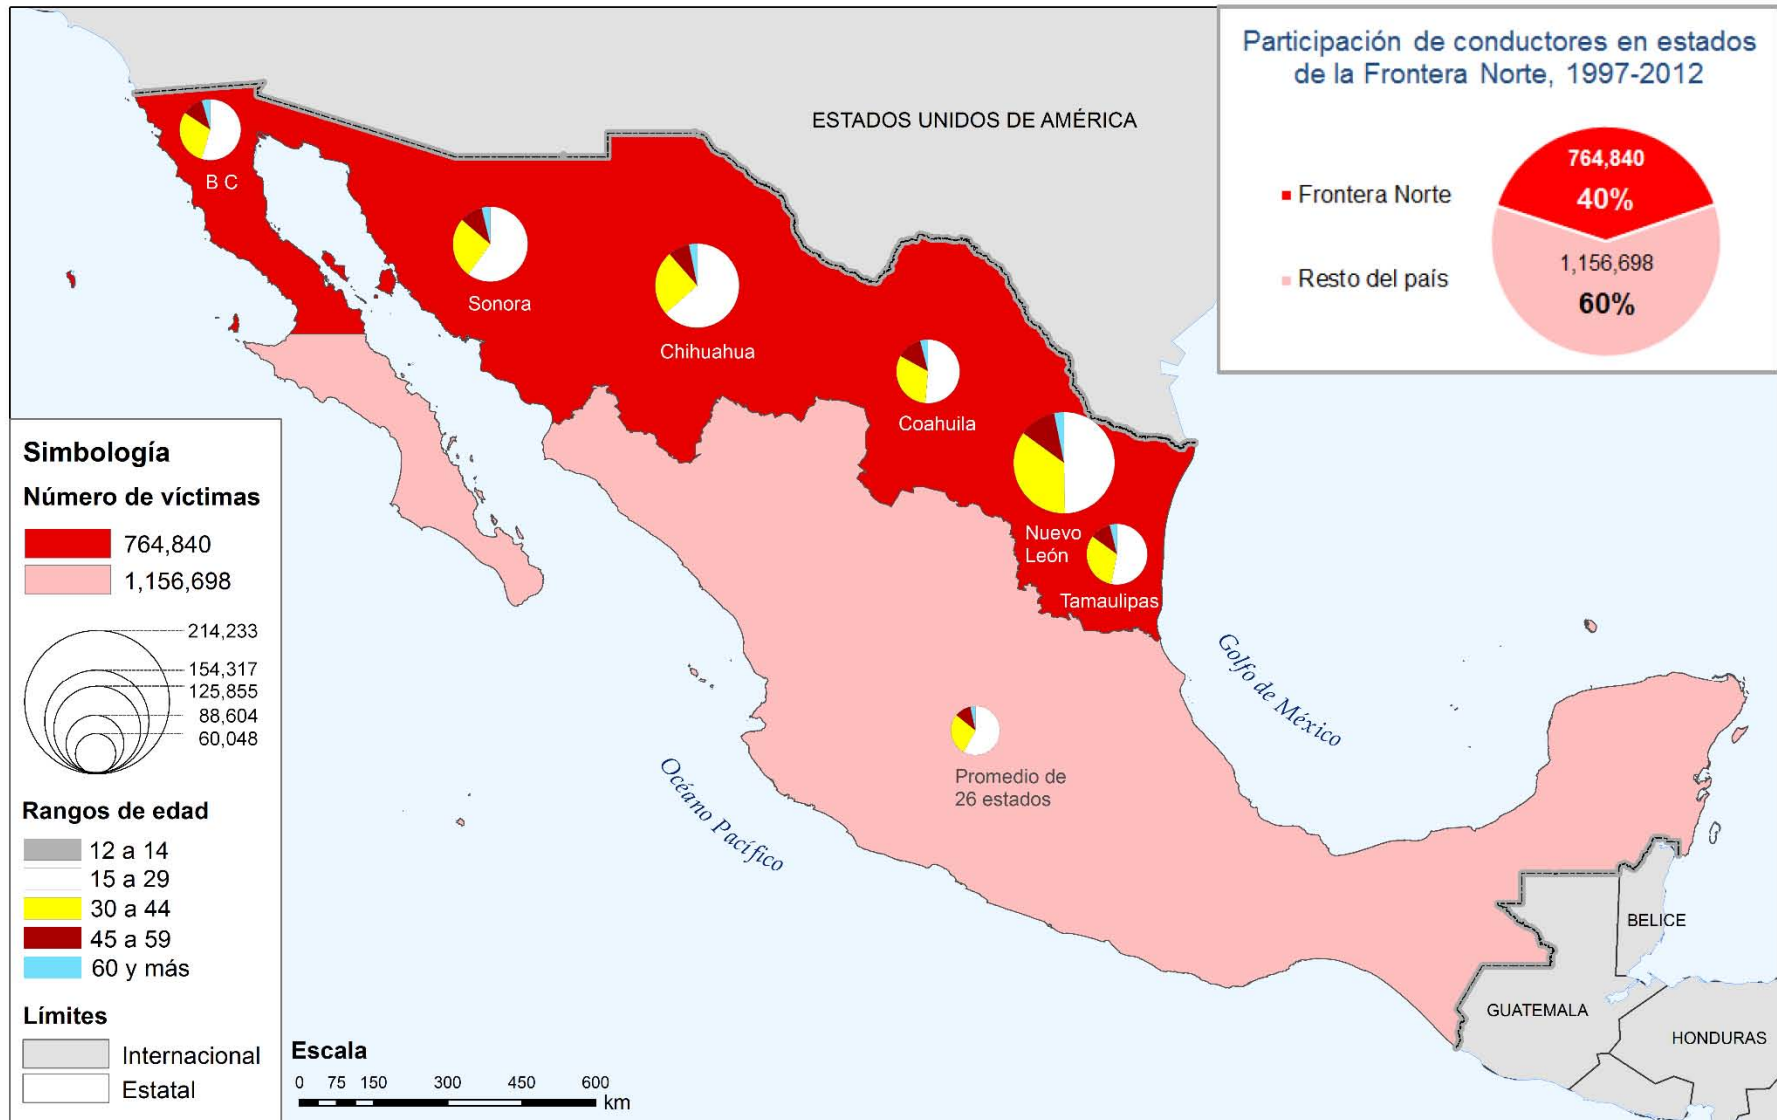 Participación de conductores en estados
de la Frontera Norte, 1997-2012
764,840
40%
Frontera Norte
1,156,698
60%
Resto del país
ESTADOS UNIDOS DE AMÉRICA
B C
Sonora
Chihuahua
Coahuila
Nuevo
León
Tamaulipas
Golfo de México
Océano Pacífico
Promedio de
26 estados
BELICE
GUATEMALA
HONDURAS
Simbología
Número de víctimas
764,840
1,156,698
214,233
154,317
125,855
88,604
60,048
Rangos de edad
12 a 14
15 a 29
30 a 44
45 a 59
60 y más
Límites
Internacional
Estatal
Escala
0 75 150 300 450 600
km